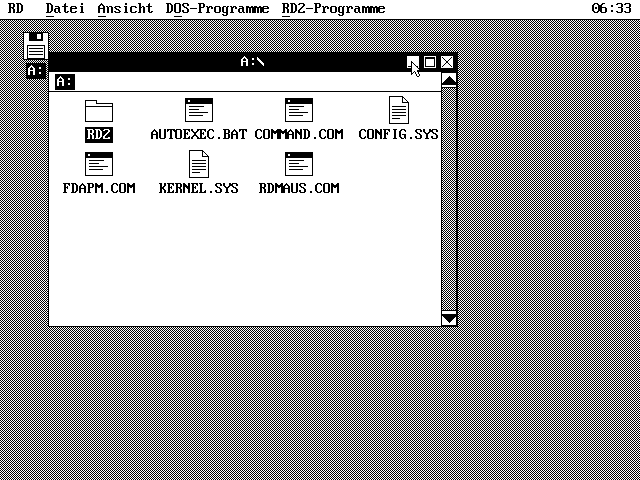 RD Datei Ansicht DOS-Programme RD2-Programme 06:33
A:\
A:
A:
RD2 AUTOEXEC.BAT COMMAND.COM CONFIG.SYS
FDAPM.COM KERNEL.SYS RDMAUS.COM